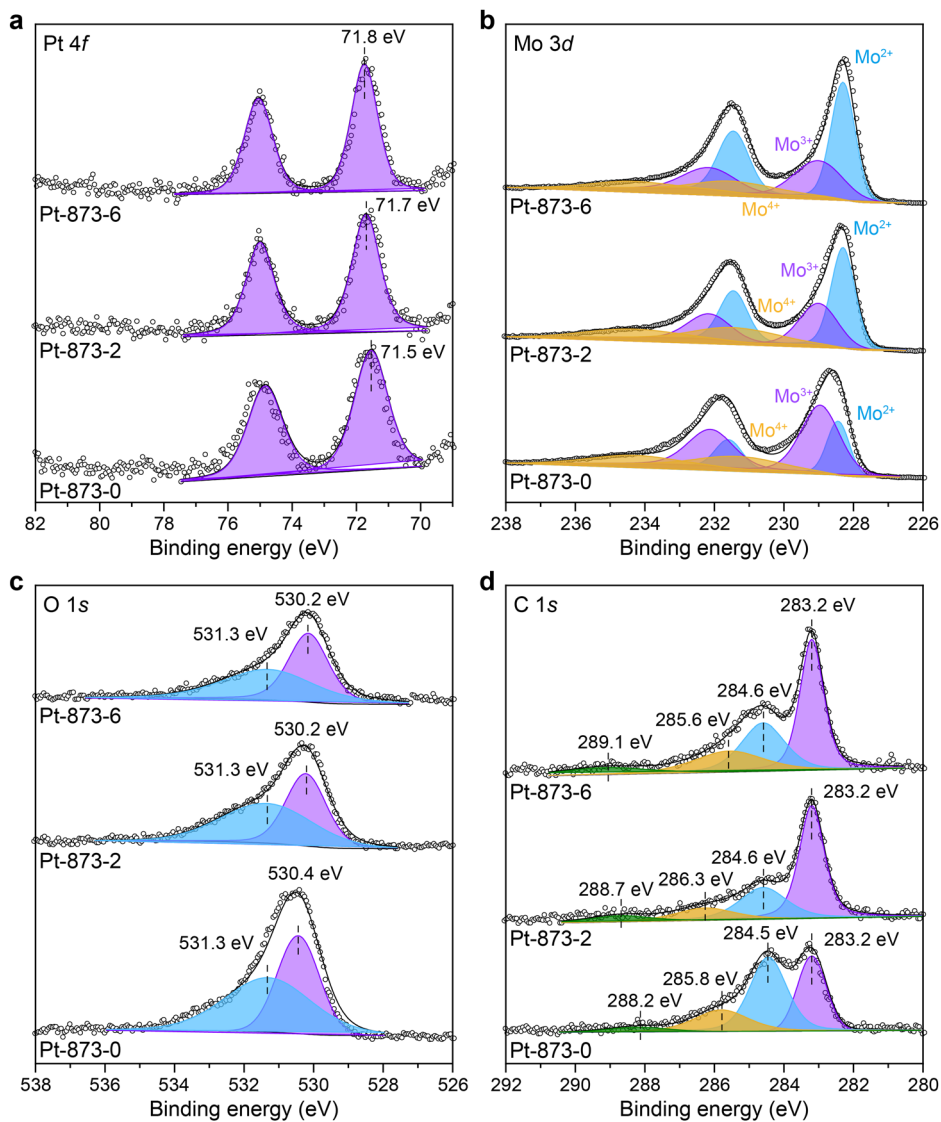 a
Pt 4f
71.8 eV
Pt-873-6
71.7 eV
Pt-873-2
71.5 eV
Pt-873-0
82 80 78 76 74 72 70
Binding energy (eV)
b
Mo 3d
Mo²⁺
Mo³⁺
Mo⁴⁺
Pt-873-6
Mo²⁺
Mo³⁺
Mo⁴⁺
Pt-873-2
Mo³⁺
Mo²⁺
Mo⁴⁺
Pt-873-0
238 236 234 232 230 228 226
Binding energy (eV)
c
O 1s
530.2 eV
531.3 eV
Pt-873-6
530.2 eV
531.3 eV
Pt-873-2
530.4 eV
531.3 eV
Pt-873-0
538 536 534 532 530 528 526
Binding energy (eV)
d
C 1s
283.2 eV
284.6 eV
285.6 eV
289.1 eV
Pt-873-6
283.2 eV
284.6 eV
286.3 eV
288.7 eV
Pt-873-2
284.5 eV
283.2 eV
285.8 eV
288.2 eV
Pt-873-0
292 290 288 286 284 282 280
Binding energy (eV)